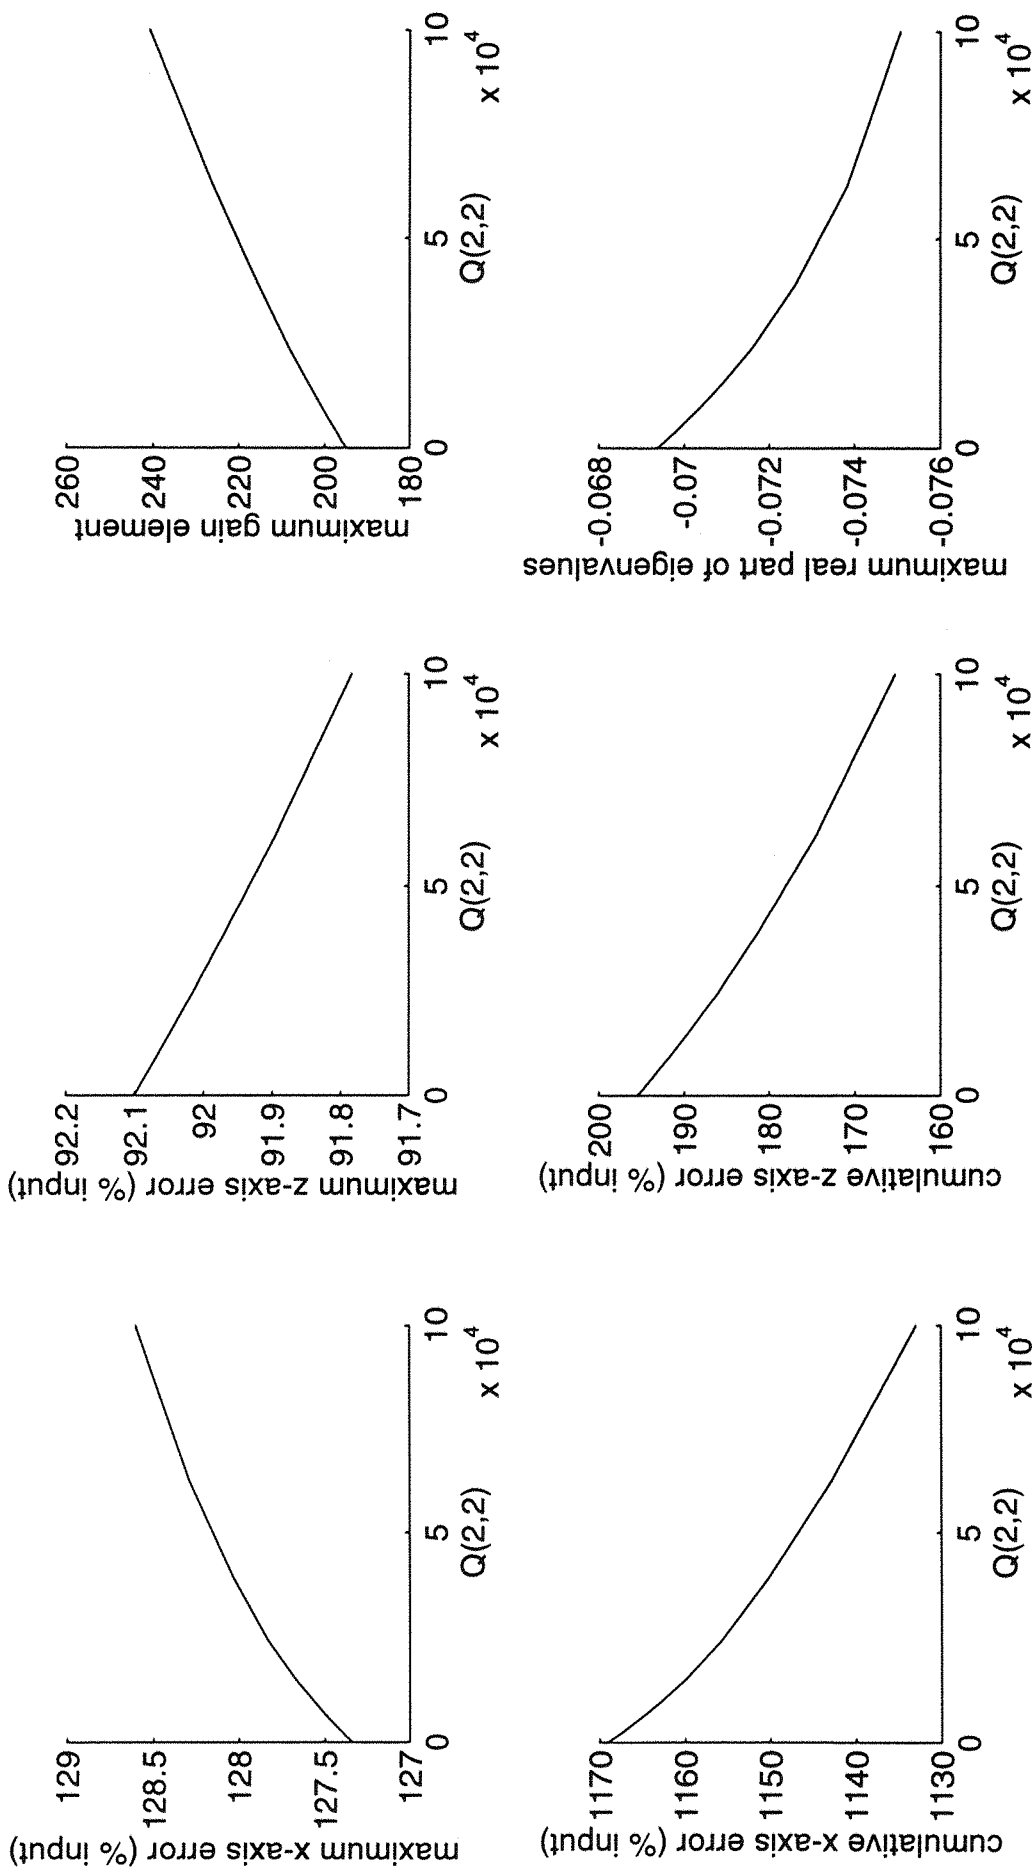 maximum x-axis error (% input)
129
128.5
128
127.5
127
0
5
10
Q(2,2)
x 10^4
maximum z-axis error (% input)
92.2
92.1
92
91.9
91.8
91.7
0
5
10
Q(2,2)
x 10^4
maximum gain element
260
240
220
200
180
0
5
10
Q(2,2)
x 10^4
cumulative x-axis error (% input)
1170
1160
1150
1140
1130
0
5
10
Q(2,2)
x 10^4
cumulative z-axis error (% input)
200
190
180
170
160
0
5
10
Q(2,2)
x 10^4
maximum real part of eigenvalues
-0.068
-0.07
-0.072
-0.074
-0.076
0
5
10
Q(2,2)
x 10^4